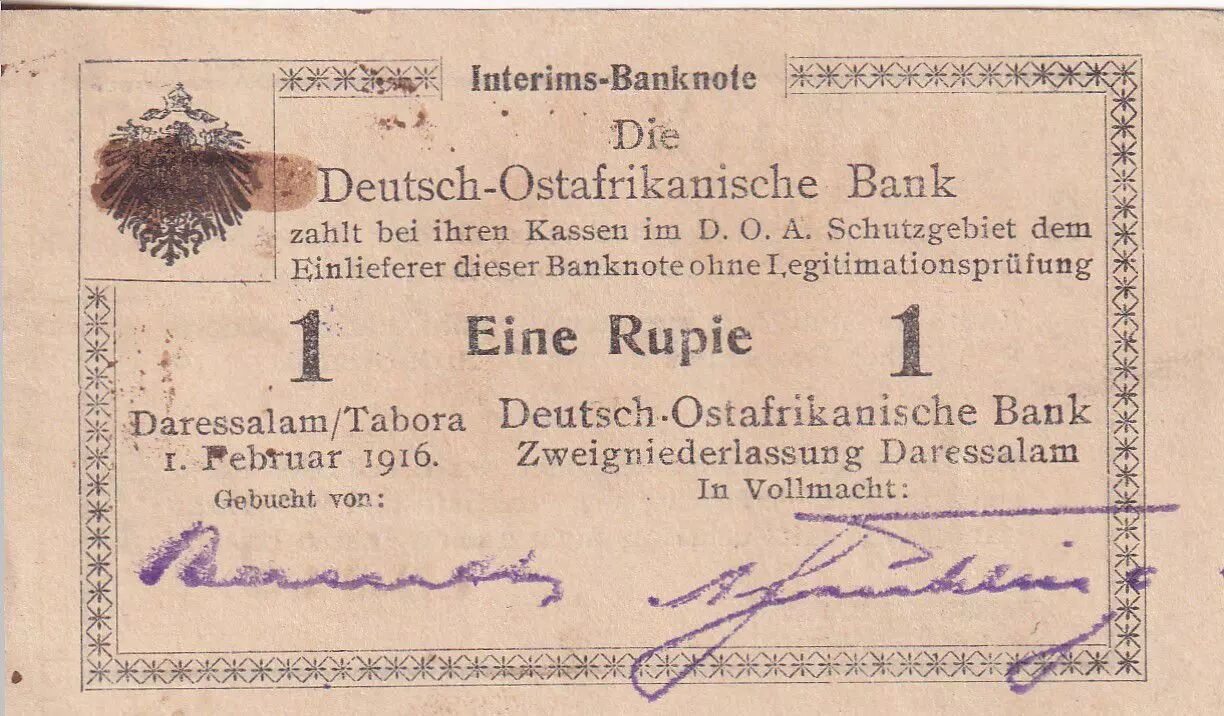 Interims-Banknote
Die
Deutsch-Ostafrikanische Bank
zahlt bei ihren Kassen im D. O. A. Schutzgebiet dem
Einlieferer dieser Banknote ohne Legitimationsprüfung
1 Eine Rupie 1
Daressalam/Tabora
1. Februar 1916.
Gebucht von:
Deutsch-Ostafrikanische Bank
Zweigniederlassung Daressalam
In Vollmacht: